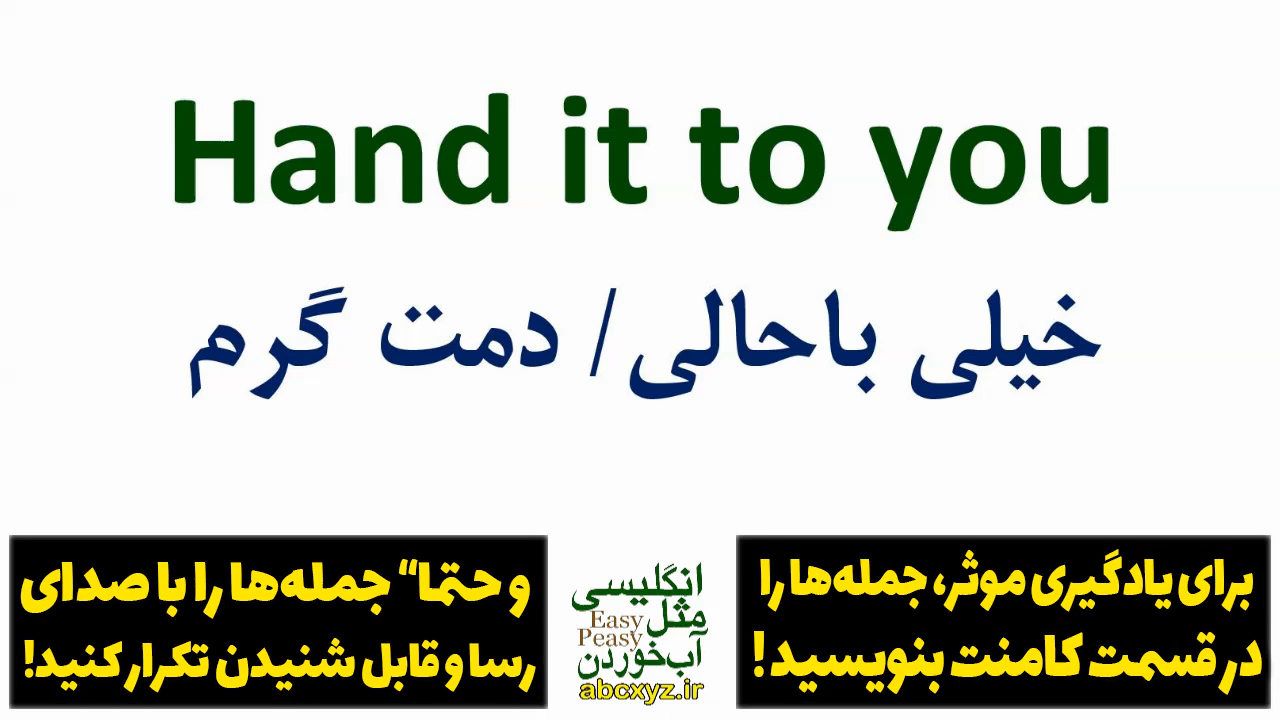 Hand it to you
خیلی باحالی/ دمت گرم
برای یادگیری موثر، جمله‌ها را
در قسمت کامنت بنویسید!
انگلیسی
مثل
Easy
Peasy
آب‌خوردن
abcxyz.ir
و حتما“ جمله‌ها را با صدای
رسا و قابل شنیدن تکرار کنید!